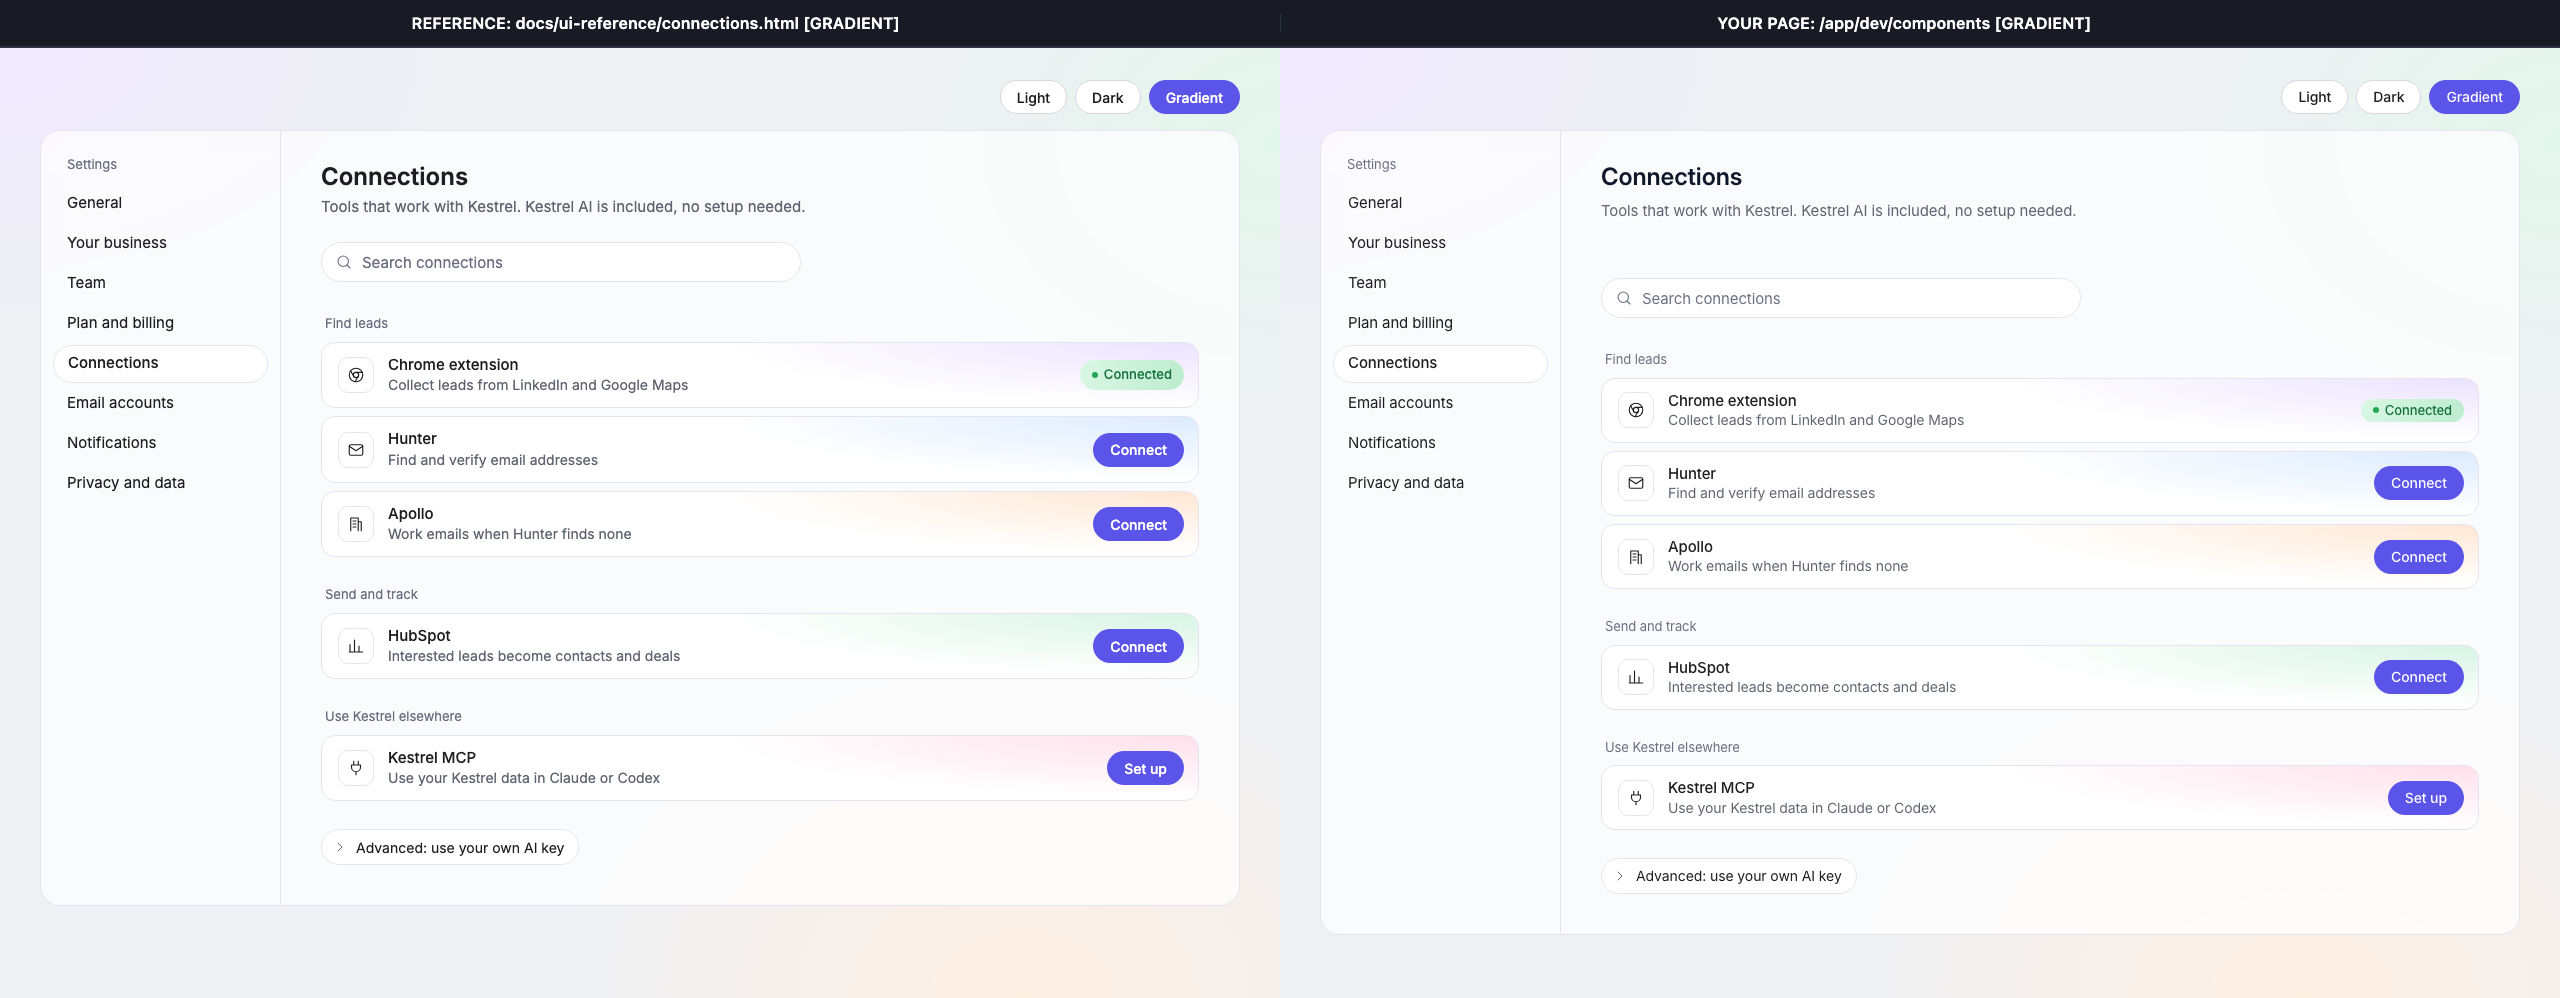 REFERENCE: docs/ui-reference/connections.html [GRADIENT]
Light
Dark
Gradient
Settings
General
Your business
Team
Plan and billing
Connections
Email accounts
Notifications
Privacy and data
Connections
Tools that work with Kestrel. Kestrel AI is included, no setup needed.
Search connections
Find leads
Chrome extension
Collect leads from LinkedIn and Google Maps
Connected
Hunter
Find and verify email addresses
Connect
Apollo
Work emails when Hunter finds none
Connect
Send and track
HubSpot
Interested leads become contacts and deals
Connect
Use Kestrel elsewhere
Kestrel MCP
Use your Kestrel data in Claude or Codex
Set up
Advanced: use your own AI key
YOUR PAGE: /app/dev/components [GRADIENT]
Light
Dark
Gradient
Settings
General
Your business
Team
Plan and billing
Connections
Email accounts
Notifications
Privacy and data
Connections
Tools that work with Kestrel. Kestrel AI is included, no setup needed.
Search connections
Find leads
Chrome extension
Collect leads from LinkedIn and Google Maps
Connected
Hunter
Find and verify email addresses
Connect
Apollo
Work emails when Hunter finds none
Connect
Send and track
HubSpot
Interested leads become contacts and deals
Connect
Use Kestrel elsewhere
Kestrel MCP
Use your Kestrel data in Claude or Codex
Set up
Advanced: use your own AI key